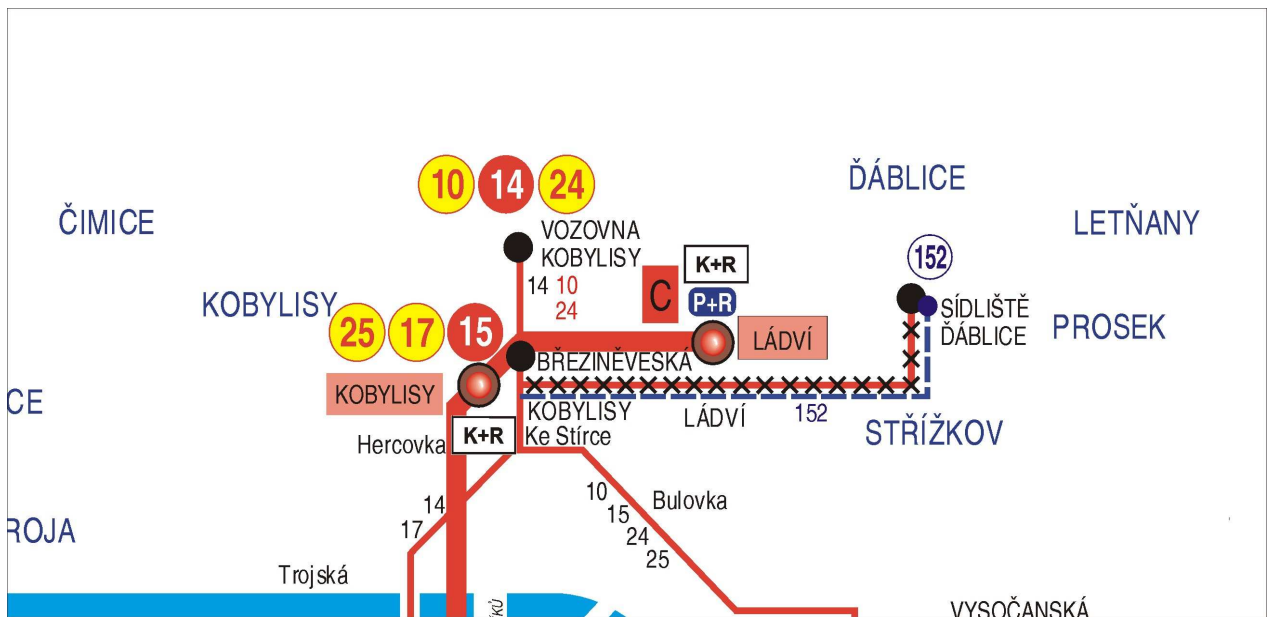 10 14 24
ĎÁBLICE
ČIMICE
VOZOVNA
KOBYLISY
LETŇANY
K+R
152
14 10
24
C
P+R
KOBYLISY
25 17 15
SÍDLIŠTĚ
ĎÁBLICE
PROSEK
LÁDVÍ
BŘEZINĚVESKÁ
KOBYLISY
CE
KOBYLISY
Ke Stírce
LÁDVÍ
152
STŘÍŽKOV
Hercovka
K+R
14
17
10
15
24
25
Bulovka
ROJA
Trojská
VYSOČANSKÁ